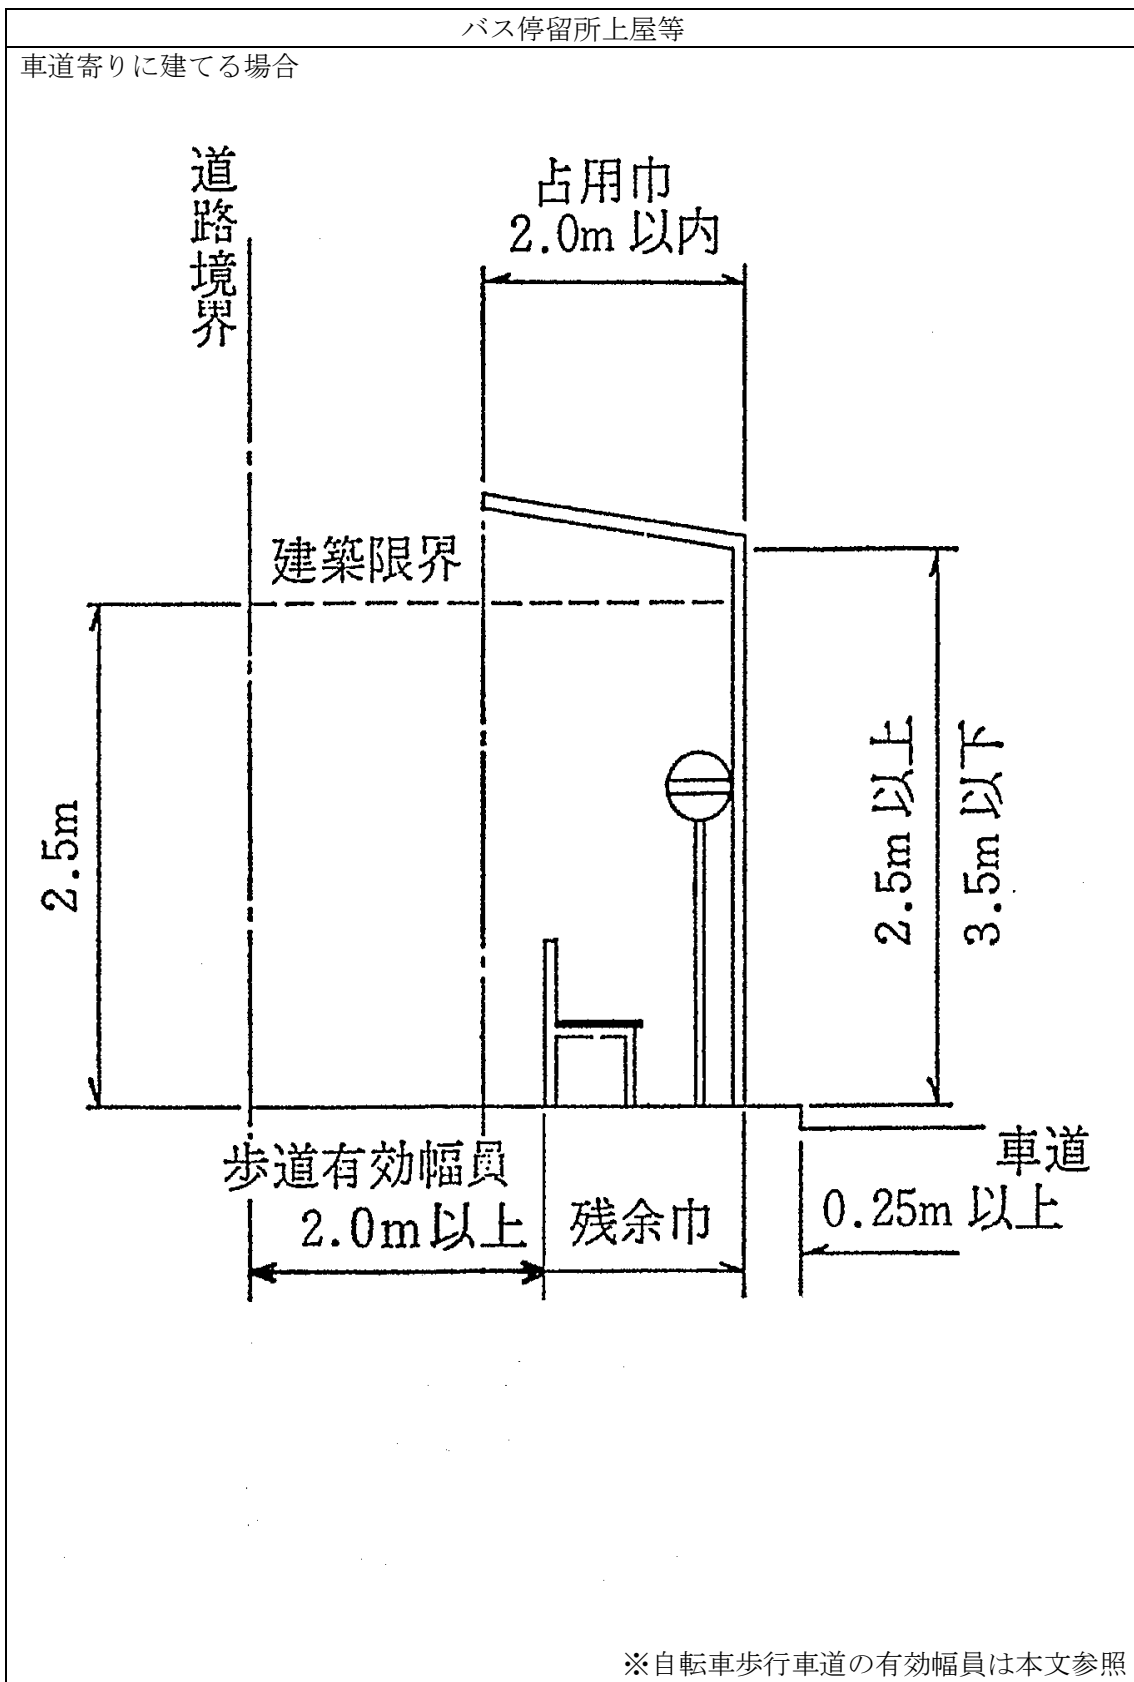 バス停留所上屋等
車道寄りに建てる場合
道路境界
占用巾
2.0m 以内
建築限界
2.5m
2.5m 以上
3.5m 以下
車道
歩道有効幅員
2.0m以上
残余巾
0.25m 以上
※自転車歩行車道の有効幅員は本文参照